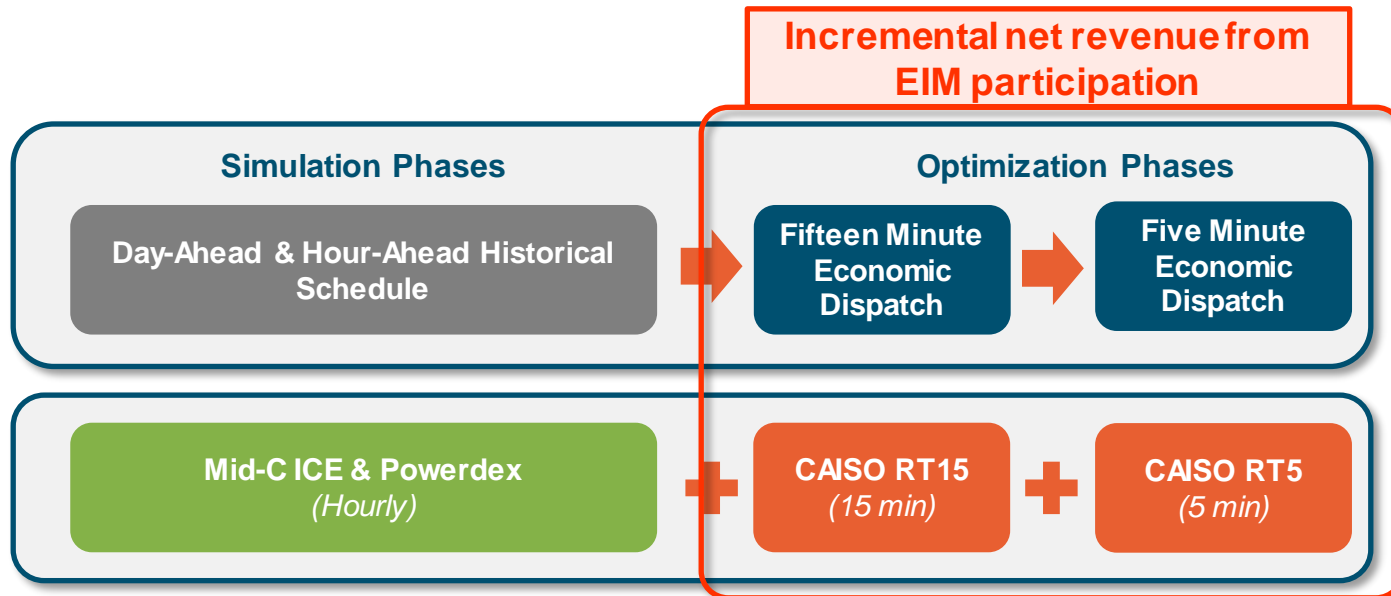 Incremental net revenue from
EIM participation
Simulation Phases
Optimization Phases
Day-Ahead & Hour-Ahead Historical
Schedule
Fifteen Minute
Economic
Dispatch
Five Minute
Economic
Dispatch
Mid-C ICE & Powerdex
(Hourly)
CAISO RT15
(15 min)
CAISO RT5
(5 min)